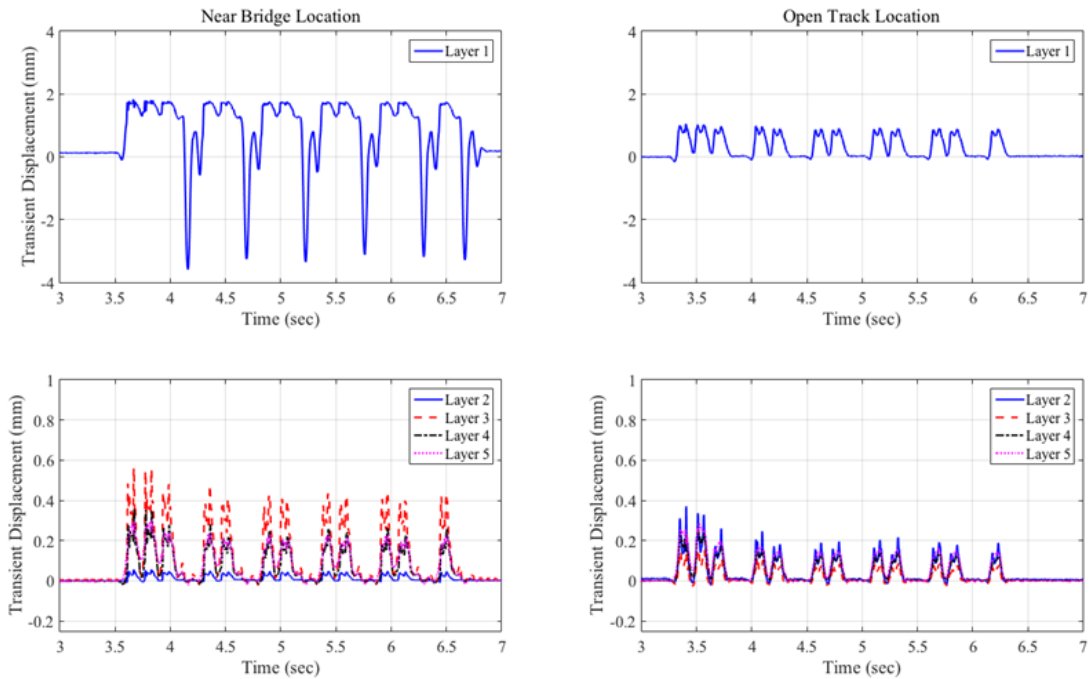 Near Bridge Location
4
2
0
-2
-4
Transient Displacement (mm)
Layer 1
3 3.5 4 4.5 5 5.5 6 6.5 7
Time (sec)
Open Track Location
4
2
0
-2
-4
Transient Displacement (mm)
Layer 1
3 3.5 4 4.5 5 5.5 6 6.5 7
Time (sec)
1
0.8
0.6
0.4
0.2
0
-0.2
Transient Displacement (mm)
Layer 2
Layer 3
Layer 4
Layer 5
3 3.5 4 4.5 5 5.5 6 6.5 7
Time (sec)
1
0.8
0.6
0.4
0.2
0
-0.2
Transient Displacement (mm)
Layer 2
Layer 3
Layer 4
Layer 5
3 3.5 4 4.5 5 5.5 6 6.5 7
Time (sec)